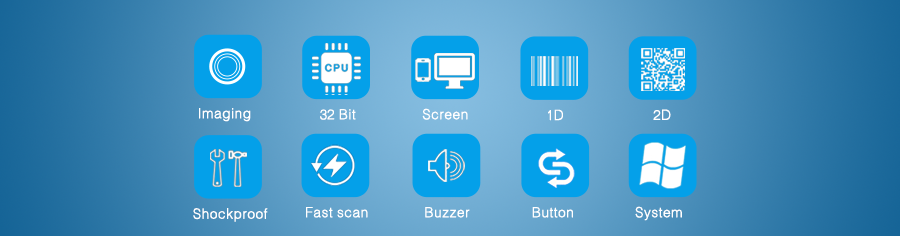 CPU
Imaging
32 Bit
Screen
1D
2D
Shockproof
Fast scan
Buzzer
Button
System